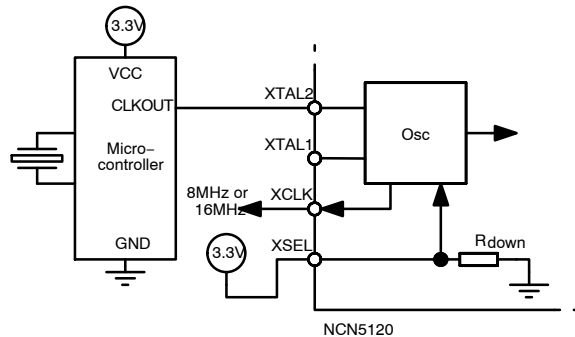 3.3V
VCC
CLKOUT
Micro−
controller
GND
XTAL2
XTAL1
8MHz or
16MHz
XCLK
XSEL
3.3V
Osc
Rdown
NCN5120